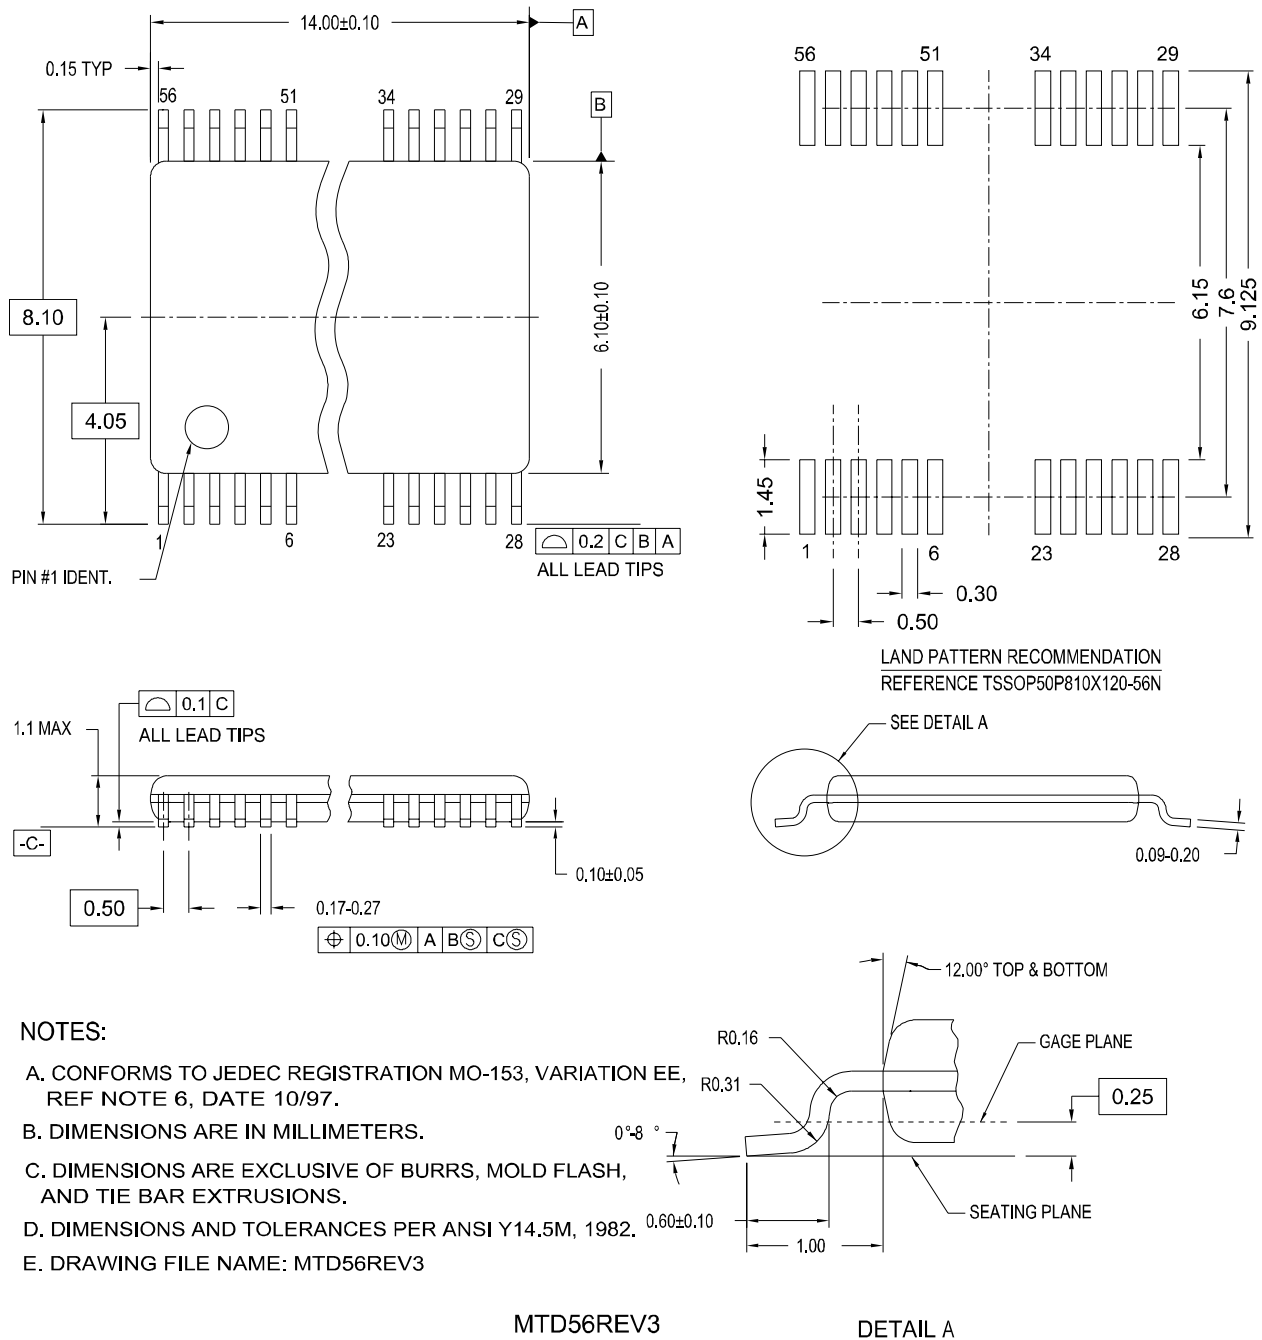 14.00±0.10
A
0.15 TYP
56
51
34
29
B
8.10
4.05
6.10±0.10
1
6
23
28
0.2 C B A
ALL LEAD TIPS
PIN #1 IDENT.
56
51
34
29
6.15
7.6
9.125
1.45
1
6
23
28
0.30
0.50
LAND PATTERN RECOMMENDATION
REFERENCE TSSOP50P810X120-56N
0.1 C
ALL LEAD TIPS
1.1 MAX
-C-
0.10±0.05
0.50
0.17-0.27
⌖ 0.10Ⓜ A BⓈ CⓈ
SEE DETAIL A
0.09-0.20
12.00° TOP & BOTTOM
R0.16
GAGE PLANE
R0.31
0.25
0°-8 °
SEATING PLANE
0.60±0.10
1.00
NOTES:
A. CONFORMS TO JEDEC REGISTRATION MO-153, VARIATION EE,
REF NOTE 6, DATE 10/97.
B. DIMENSIONS ARE IN MILLIMETERS.
C. DIMENSIONS ARE EXCLUSIVE OF BURRS, MOLD FLASH,
AND TIE BAR EXTRUSIONS.
D. DIMENSIONS AND TOLERANCES PER ANSI Y14.5M, 1982.
E. DRAWING FILE NAME: MTD56REV3
MTD56REV3
DETAIL A